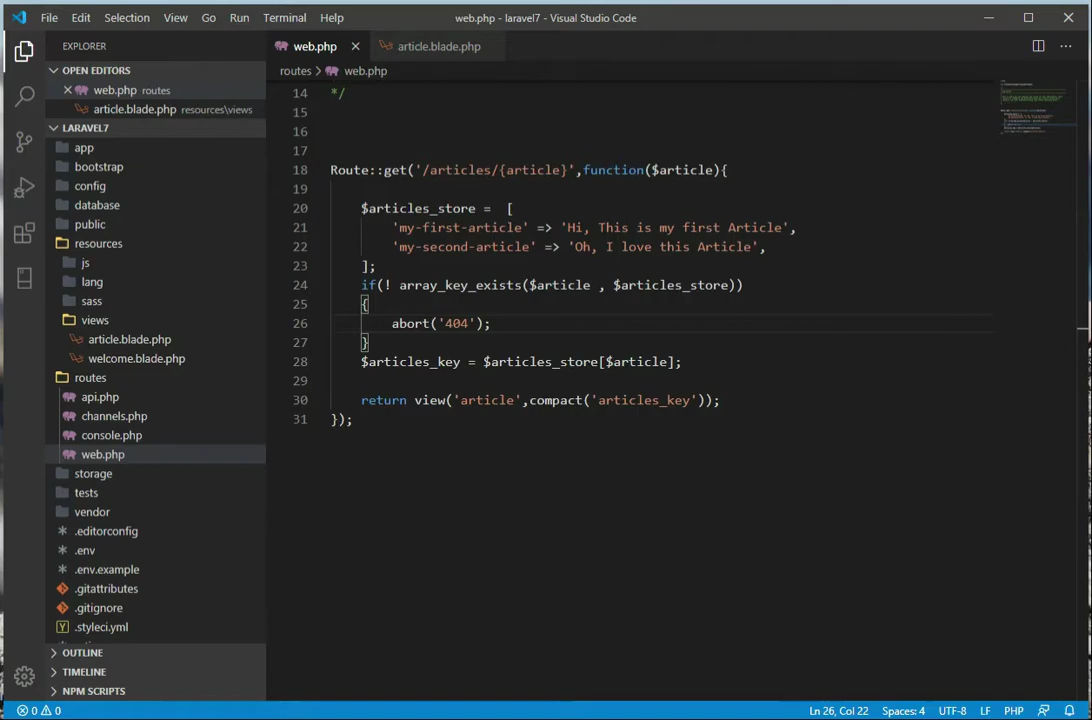 File Edit Selection View Go Run Terminal Help
web.php - laravel7 - Visual Studio Code
EXPLORER
OPEN EDITORS
web.php routes
article.blade.php resources\views
LARAVEL7
app
bootstrap
config
database
public
resources
js
lang
sass
views
article.blade.php
welcome.blade.php
routes
api.php
channels.php
console.php
web.php
storage
tests
vendor
.editorconfig
.env
.env.example
.gitattributes
.gitignore
.styleci.yml
OUTLINE
TIMELINE
NPM SCRIPTS
web.php article.blade.php
routes > web.php
14 */
15
16
17
18 Route::get('/articles/{article}',function($article){
19
20 $articles_store = [
21 'my-first-article' => 'Hi, This is my first Article',
22 'my-second-article' => 'Oh, I love this Article',
23 ];
24 if(! array_key_exists($article , $articles_store))
25 {
26 abort('404');
27 }
28 $articles_key = $articles_store[$article];
29
30 return view('article',compact('articles_key'));
31 });
0 0 Ln 26, Col 22 Spaces: 4 UTF-8 LF PHP